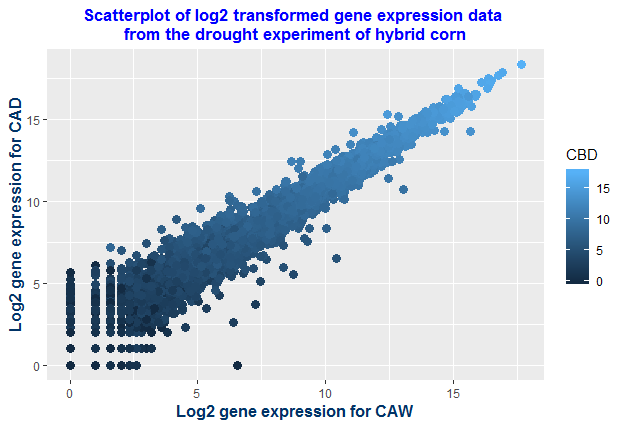 Scatterplot of log2 transformed gene expression data
from the drought experiment of hybrid corn
Log2 gene expression for CAD
15
10
5
0
0
5
10
15
Log2 gene expression for CAW
CBD
15
10
5
0